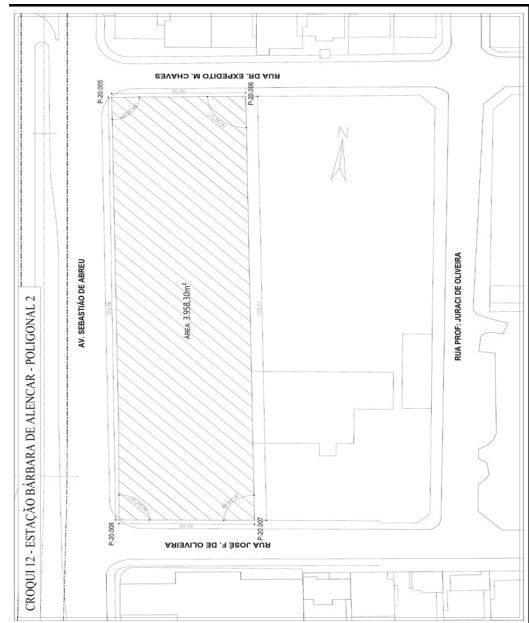 CROQUI 12 - ESTAÇÃO BÁRBARA DE ALENCAR - POLIGONAL 2
AV. SEBASTIÃO DE ABREU
RUA DR. EXPEDITO M. CHAVES
P-20.005
P-20.006
N
ÁREA: 3.958,30m²
RUA PROF: JURACI DE OLIVEIRA
P-20.008
P-20.007
RUA JOSÉ F. DE OLIVEIRA